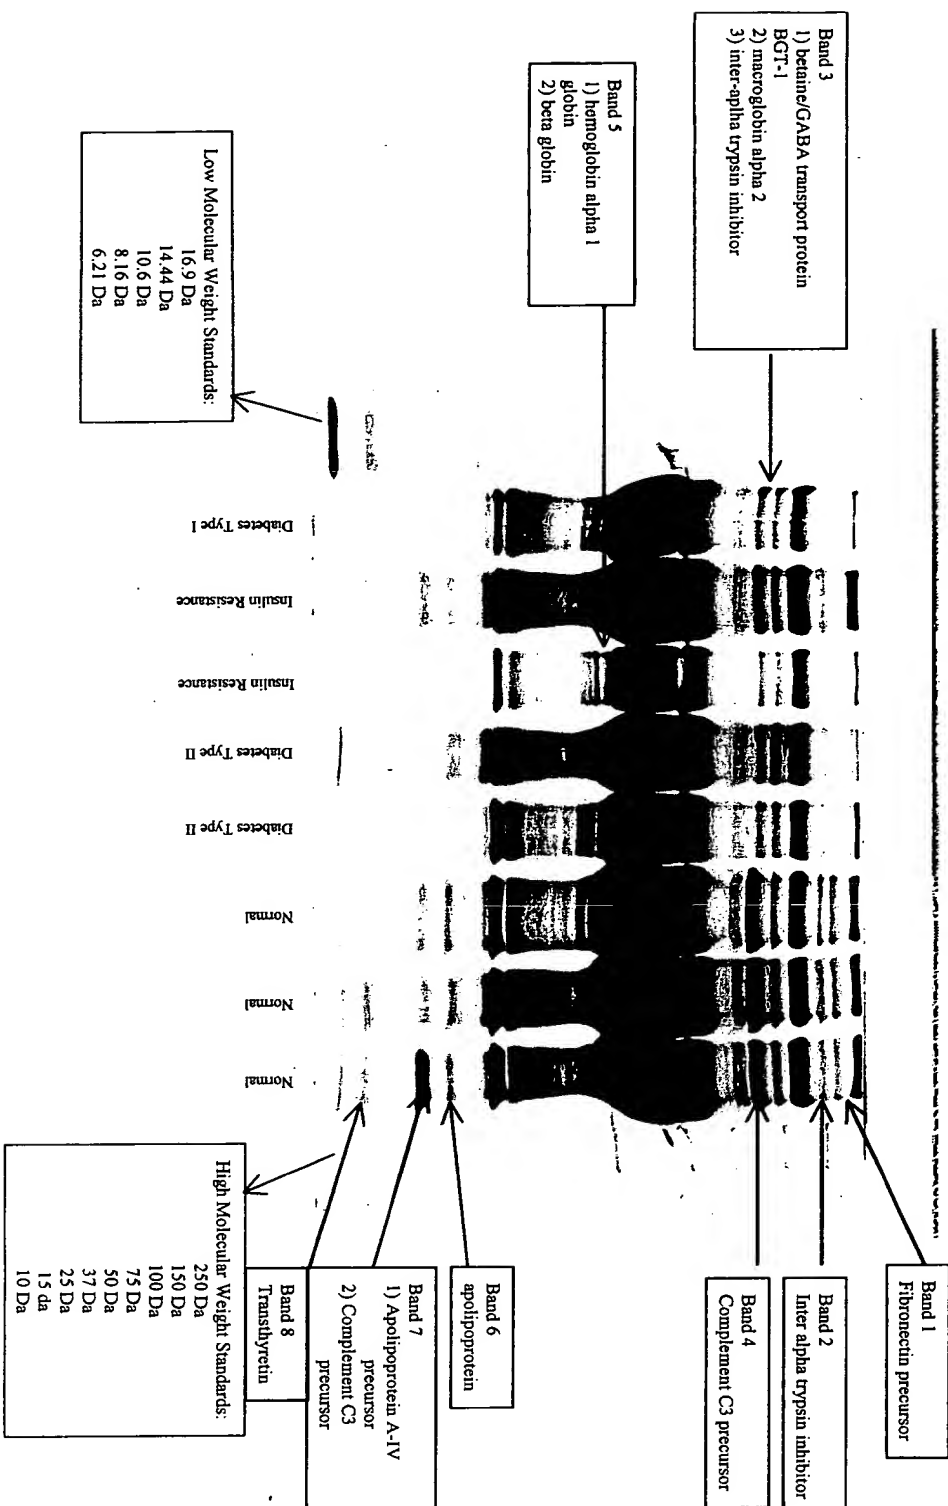 Band 3
1) betaine/GABA transport protein
BGT-1
2) macroglobin alpha 2
3) inter-aplha trypsin inhibitor
Band 5
1) hemoglobin alpha 1
globin
2) beta globin
Low Molecular Weight Standards:
16.9 Da
14.44 Da
10.6 Da
8.16 Da
6.21 Da
Diabetes Type I
Insulin Resistance
Insulin Resistance
Diabetes Type II
Diabetes Type II
Normal
Normal
Normal
Band 1
Fibronectin precursor
Band 2
Inter alpha trypsin inhibitor
Band 4
Complement C3 precursor
Band 6
apolipoprotein
Band 7
1) Apolipoprotein A-IV
precursor
2) Complement C3
precursor
Band 8
Transthyretin
High Molecular Weight Standards:
250 Da
150 Da
100 Da
75 Da
50 Da
37 Da
25 Da
15 da
10 Da